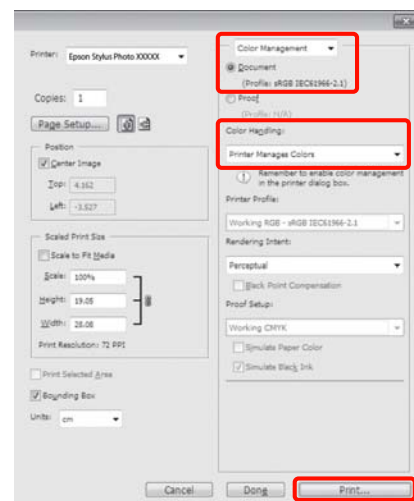 Printer: Epson Stylus Photo XXXXX
Copies: 1
Page Setup...
Position
Center Image
Top: 4.162
Left: -3.527
Scaled Print Size
Scale to Fit Media
Scale: 100%
Height: 19.05
Width: 28.08
Print Resolution: 72 PPI
Print Selected Area
Bounding Box
Units: cm
Color Management
Document
(Profile: sRGB IEC61966-2.1)
Proof
(Profile: N/A)
Color Handling:
Printer Manages Colors
Remember to enable color management
in the printer dialog box.
Printer Profile:
Working RGB - sRGB IEC61966-2.1
Rendering Intent:
Perceptual
Black Point Compensation
Proof Setup:
Working CMYK
Simulate Paper Color
Simulate Black Ink
Cancel
Done
Print...